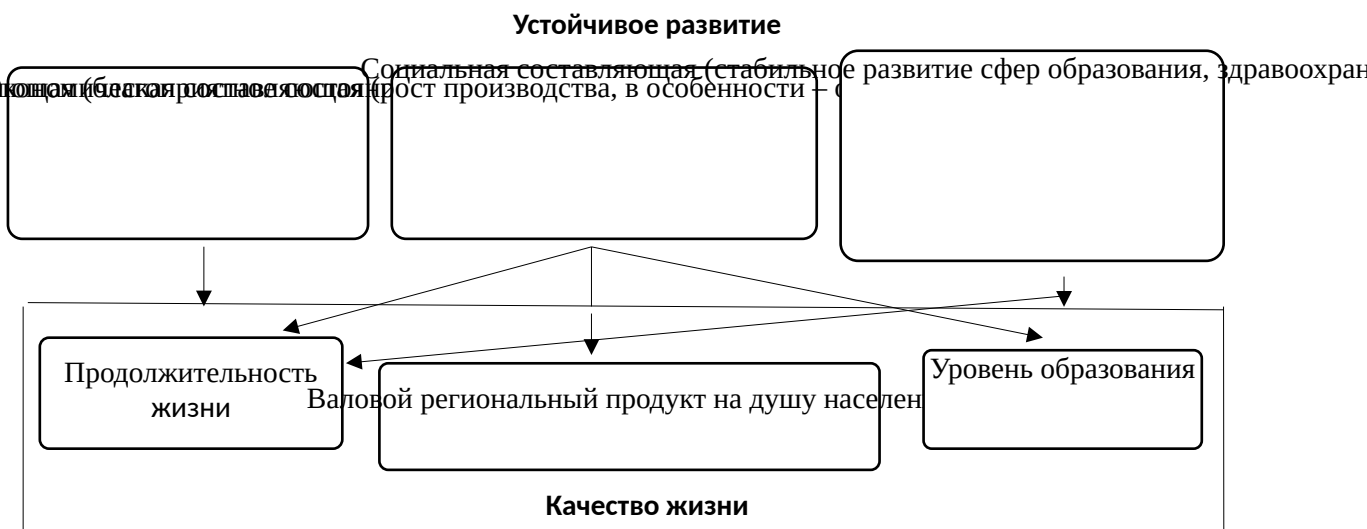 Устойчивое развитие
Социальная составляющая (стабильное развитие сфер образования, здравоохран
рост производства, в особенности –
Продолжительность
жизни
Валовой региональный продукт на душу населен
Уровень образования
Качество жизни